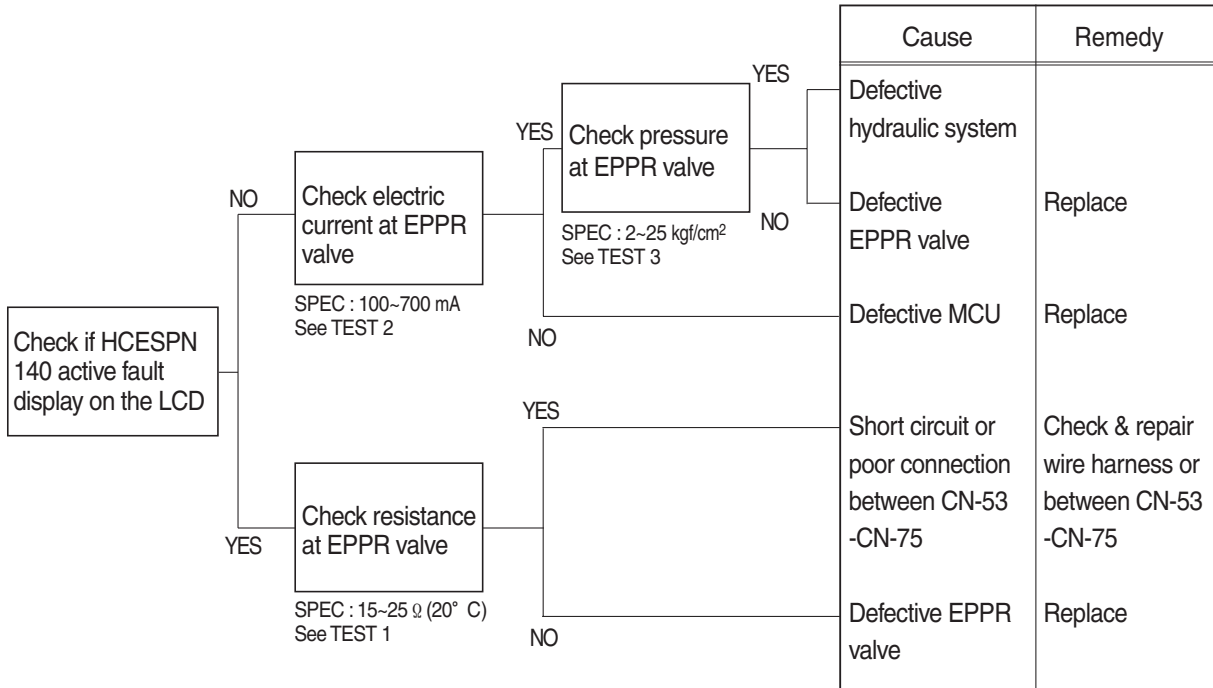 Cause
Remedy
YES
Defective
hydraulic system
YES
Check pressure
at EPPR valve
NO
Check electric
current at EPPR
valve
NO
Defective
EPPR valve
Replace
SPEC : 2~25 kgf/cm²
See TEST 3
SPEC : 100~700 mA
See TEST 2
Defective MCU
Replace
NO
Check if HCESPN
140 active fault
display on the LCD
YES
Short circuit or
poor connection
between CN-53
-CN-75
Check & repair
wire harness or
between CN-53
-CN-75
Check resistance
at EPPR valve
YES
SPEC : 15~25 Ω (20° C)
See TEST 1
NO
Defective EPPR
valve
Replace